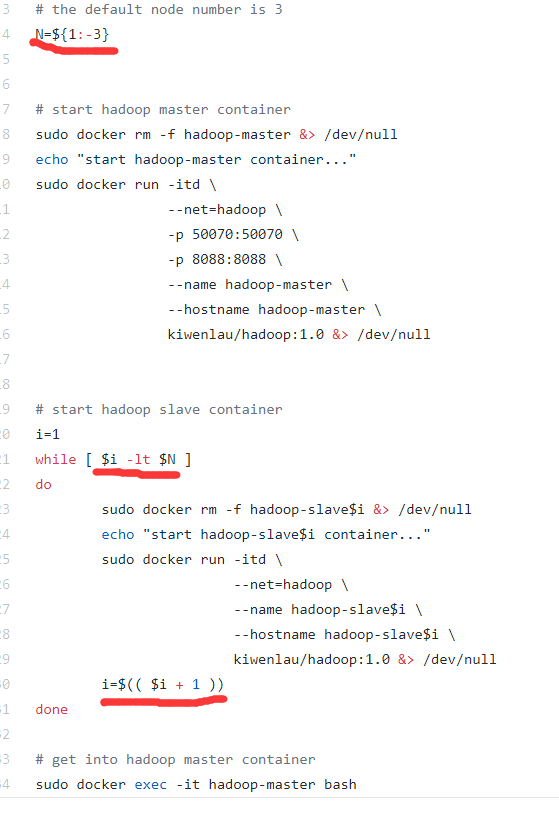 3 # the default node number is 3
4 N=${1:-3}
5
6
7 # start hadoop master container
8 sudo docker rm -f hadoop-master &> /dev/null
9 echo "start hadoop-master container..."
0 sudo docker run -itd \
1 --net=hadoop \
2 -p 50070:50070 \
3 -p 8088:8088 \
4 --name hadoop-master \
5 --hostname hadoop-master \
6 kiwenlau/hadoop:1.0 &> /dev/null
7
8
9 # start hadoop slave container
20 i=1
21 while [ $i -lt $N ]
22 do
23 sudo docker rm -f hadoop-slave$i &> /dev/null
24 echo "start hadoop-slave$i container..."
25 sudo docker run -itd \
26 --net=hadoop \
27 --name hadoop-slave$i \
28 --hostname hadoop-slave$i \
29 kiwenlau/hadoop:1.0 &> /dev/null
30 i=$(( $i + 1 ))
31 done
32
33 # get into hadoop master container
34 sudo docker exec -it hadoop-master bash